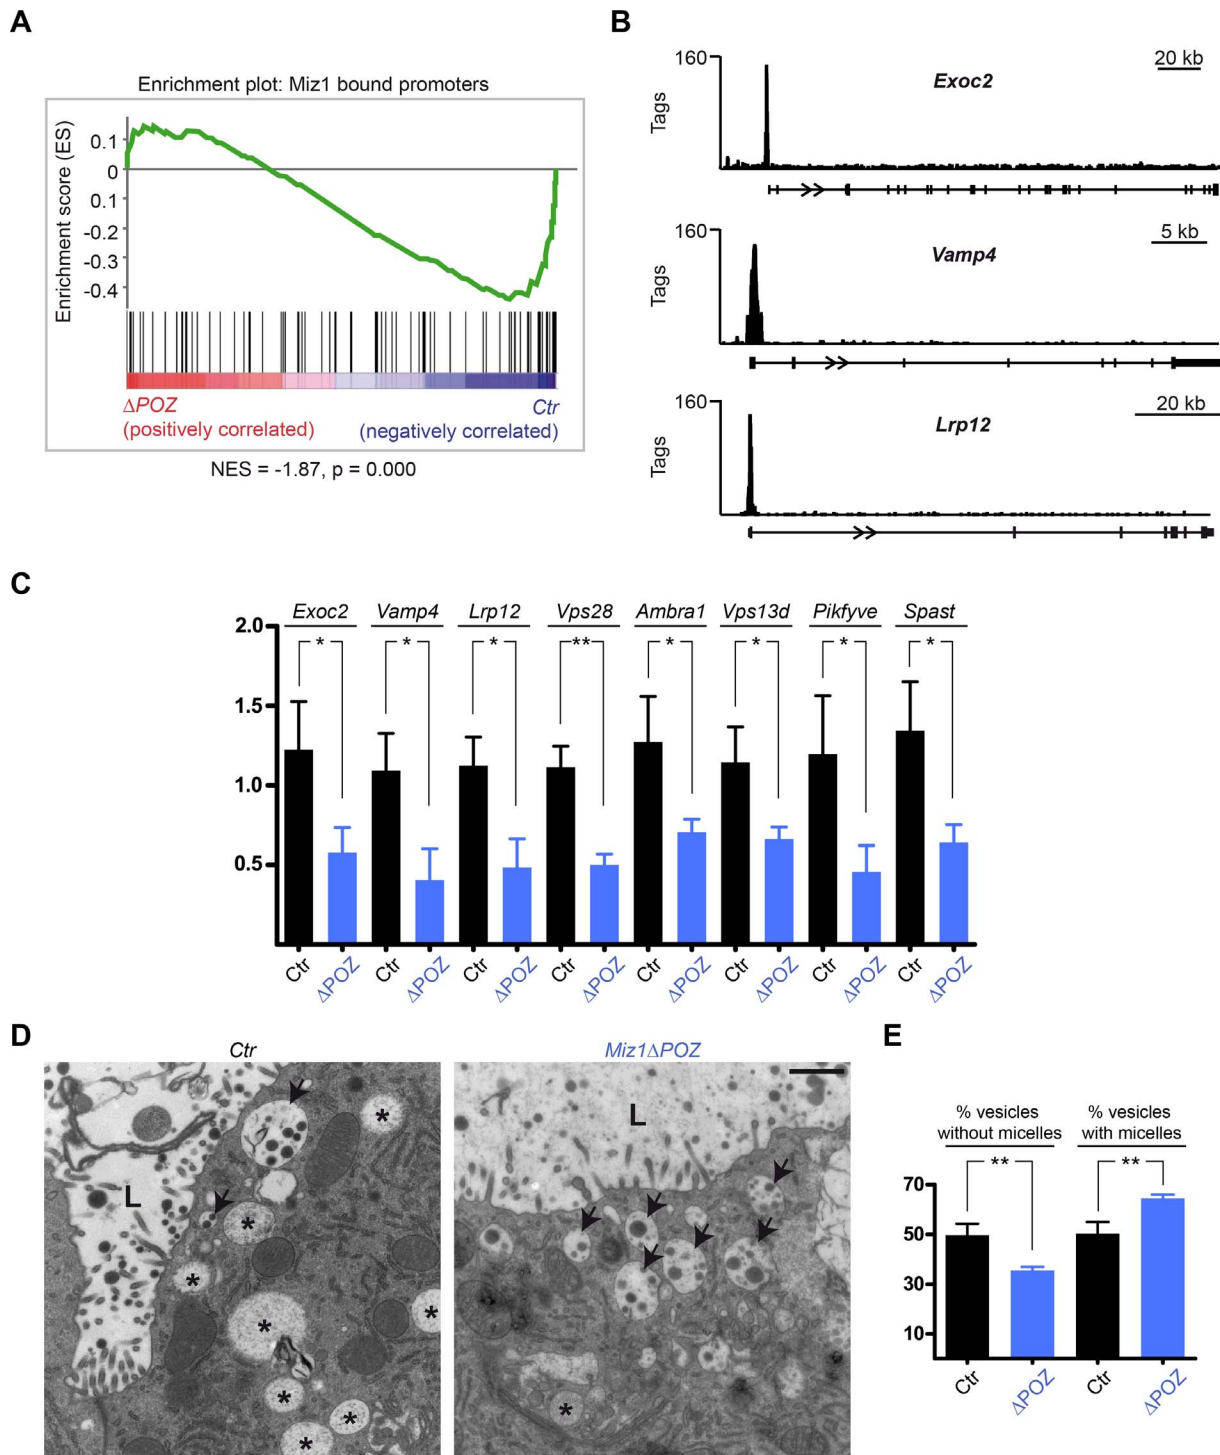 A
Enrichment plot: Miz1 bound promoters
Enrichment score (ES)
0.1
0
0.1
-0.2
-0.3
-0.4
ΔPOZ
(positively correlated)
Ctr
(negatively correlated)
NES = -1.87, p = 0.000
B
160
Tags
Exoc2
20 kb
160
Tags
Vamp4
5 kb
160
Tags
Lrp12
20 kb
C
Exoc2 Vamp4 Lrp12 Vps28 Ambra1 Vps13d Pikfyve Spast
* * * ** * * * *
2.0
1.5
1.0
0.5
Ctr ΔPOZ Ctr ΔPOZ Ctr ΔPOZ Ctr ΔPOZ Ctr ΔPOZ Ctr ΔPOZ Ctr ΔPOZ Ctr ΔPOZ
D
Ctr
L
* * * * * * * *
Miz1ΔPOZ
L
*
E
% vesicles
without micelles
% vesicles
with micelles
** **
70
50
30
10
Ctr ΔPOZ Ctr ΔPOZ